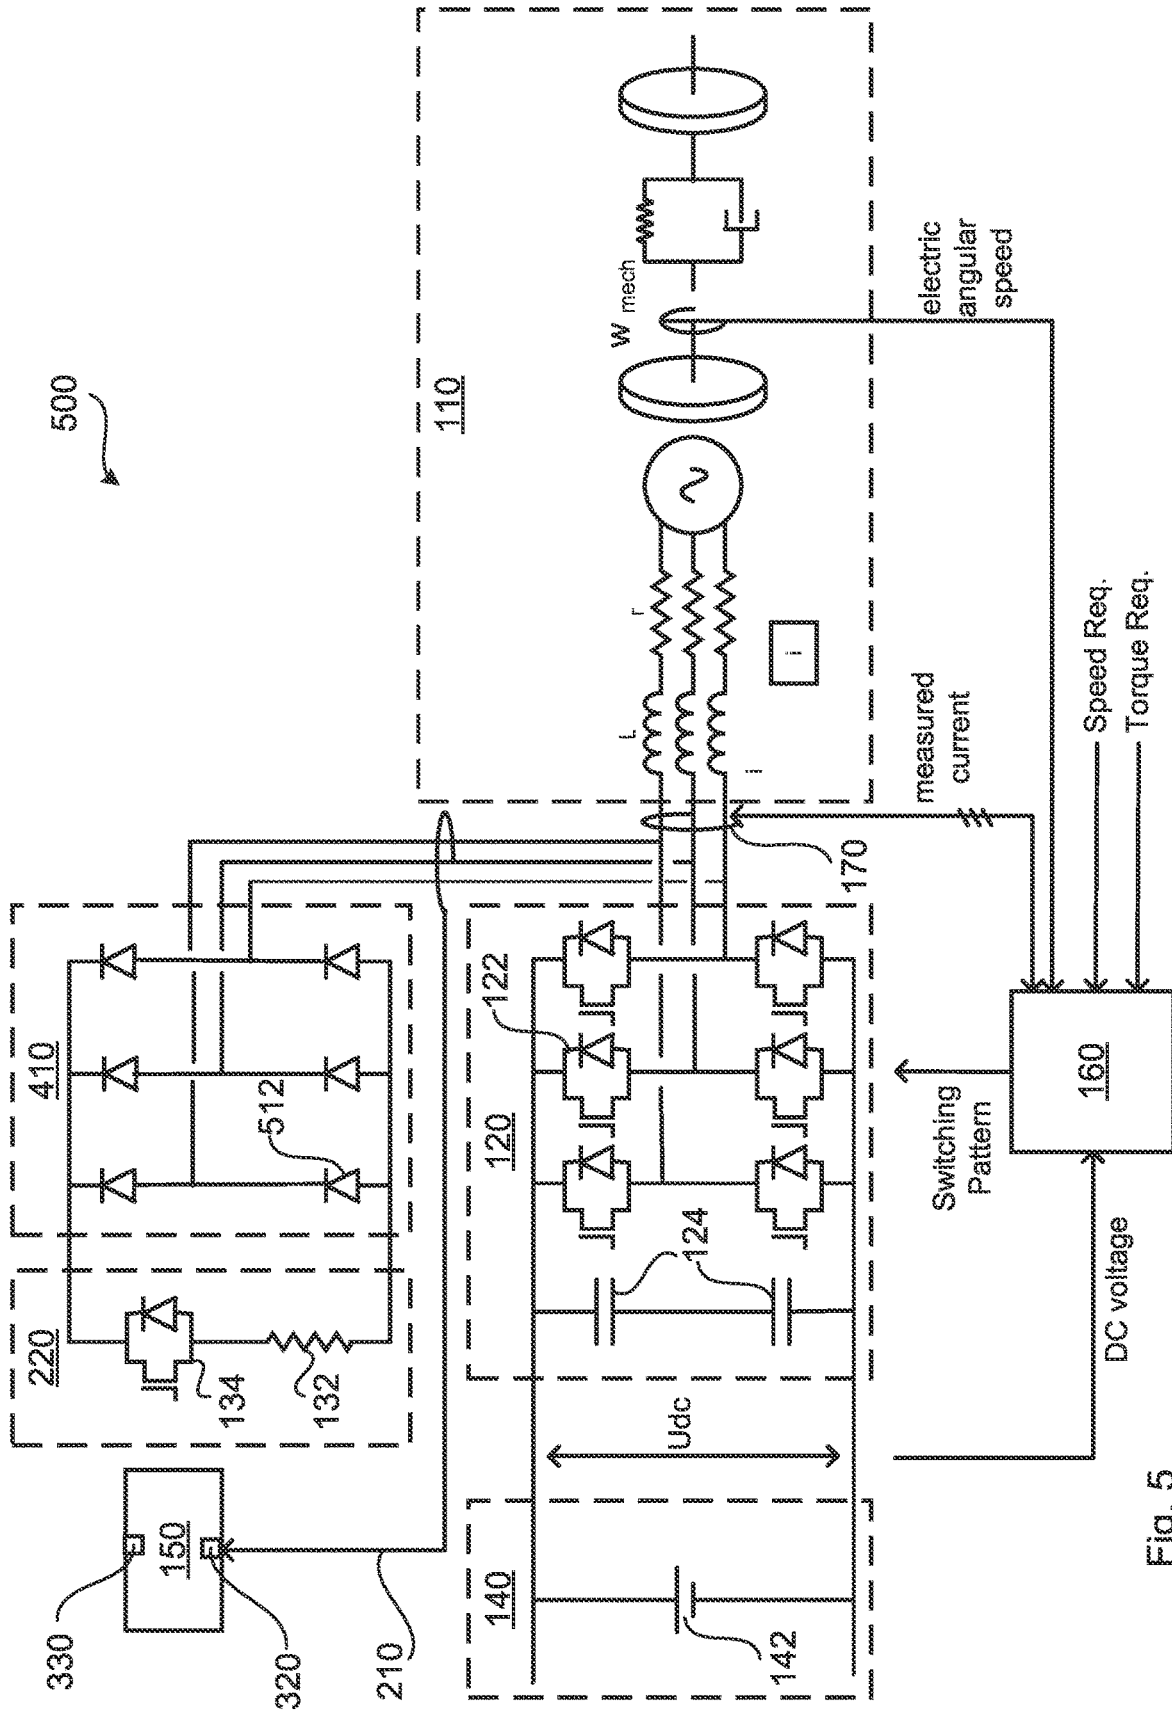 500
330
150
320
210
220
134
132
410
512
110
W mech
r
L
i
i
electric
angular
speed
140
142
Udc
120
124
122
170
measured
current
Speed Req.
Torque Req.
Switching
Pattern
160
DC voltage
Fig. 5